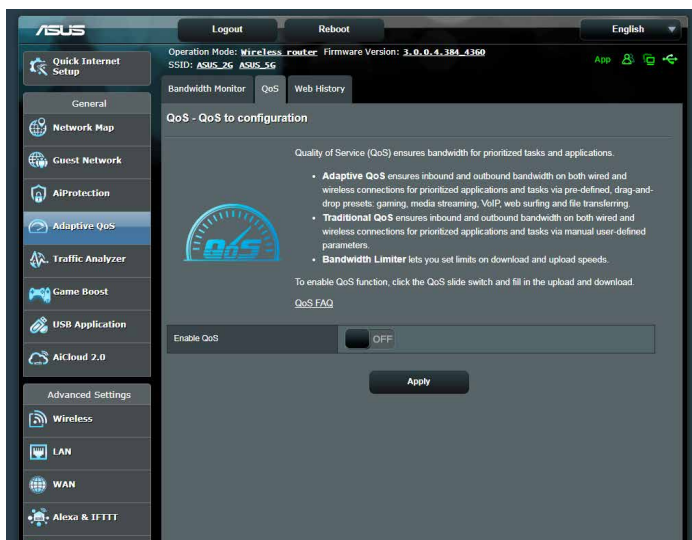 ASUS
Logout
Reboot
English
Quick Internet
Setup
Operation Mode: Wireless router Firmware Version: 3.0.0.4.384_4360
SSID: ASUS_2G ASUS_5G
App
Bandwidth Monitor
QoS
Web History
General
Network Map
Guest Network
AiProtection
Adaptive QoS
Traffic Analyzer
Game Boost
USB Application
AiCloud 2.0
Advanced Settings
Wireless
LAN
WAN
Alexa & IFTTT
QoS - QoS to configuration
QoS
Quality of Service (QoS) ensures bandwidth for prioritized tasks and applications.
• Adaptive QoS ensures inbound and outbound bandwidth on both wired and
wireless connections for prioritized applications and tasks via pre-defined, drag-and-
drop presets: gaming, media streaming, VoIP, web surfing and file transferring.
• Traditional QoS ensures inbound and outbound bandwidth on both wired and
wireless connections for prioritized applications and tasks via manual user-defined
parameters.
• Bandwidth Limiter lets you set limits on download and upload speeds.
To enable QoS function, click the QoS slide switch and fill in the upload and download.
QoS FAQ
Enable QoS
OFF
Apply